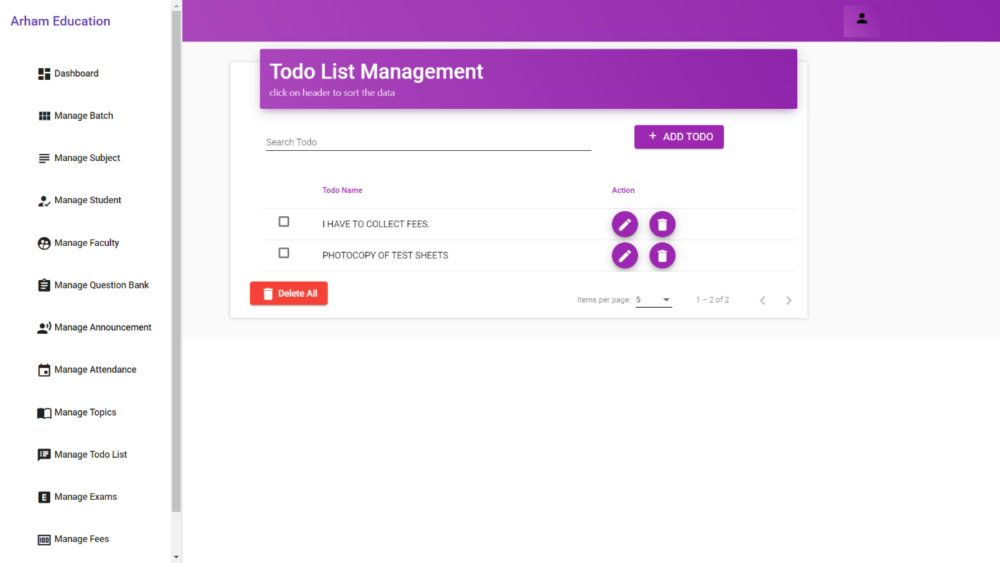 Arham Education
Dashboard
Manage Batch
Manage Subject
Manage Student
Manage Faculty
Manage Question Bank
Manage Announcement
Manage Attendance
Manage Topics
Manage Todo List
E Manage Exams
100 Manage Fees
Todo List Management
click on header to sort the data
Search Todo
+ ADD TODO
Todo Name Action
I HAVE TO COLLECT FEES.
PHOTOCOPY OF TEST SHEETS
Delete All
Items per page: 5 1 – 2 of 2